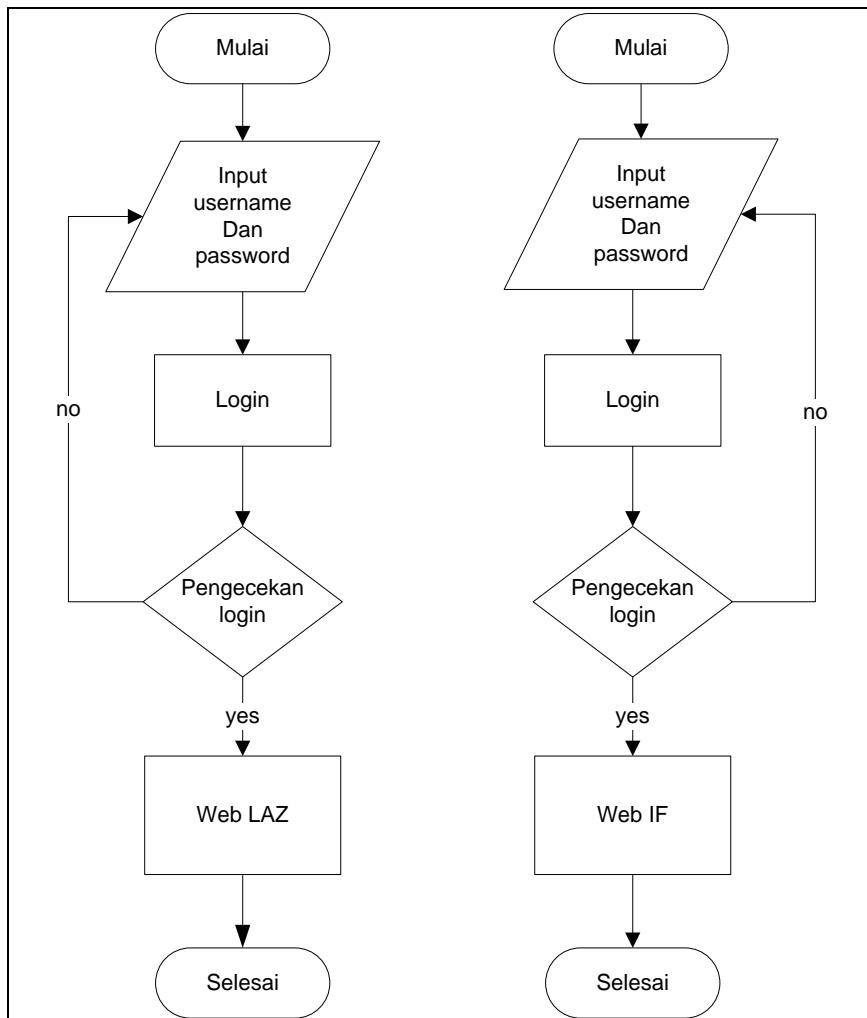 Mulai
Input
username
Dan
password
Login
no
Pengecekan
login
yes
Web LAZ
Selesai
Mulai
Input
username
Dan
password
Login
no
Pengecekan
login
yes
Web IF
Selesai